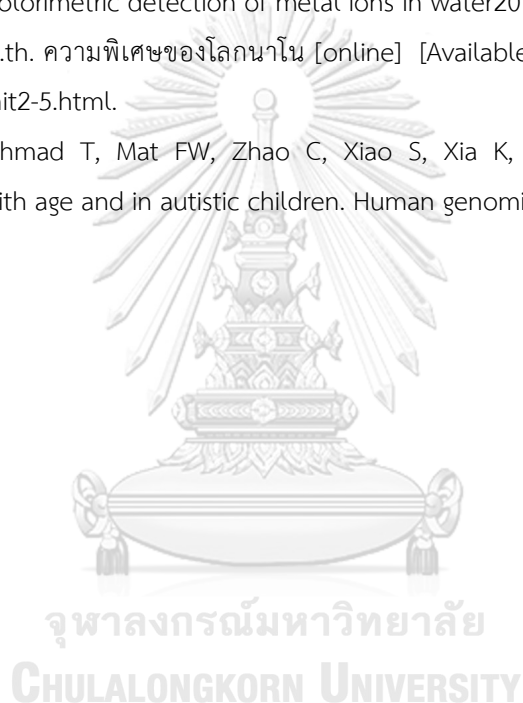 olorimetric detection of metal ions in water20
.th. ความพิเศษของโลกนาโน [online] [Available
nit2-5.html.
hmad T, Mat FW, Zhao C, Xiao S, Xia K,
ith age and in autistic children. Human genomi
จุฬาลงกรณ์มหาวิทยาลัย
CHULALONGKORN UNIVERSITY